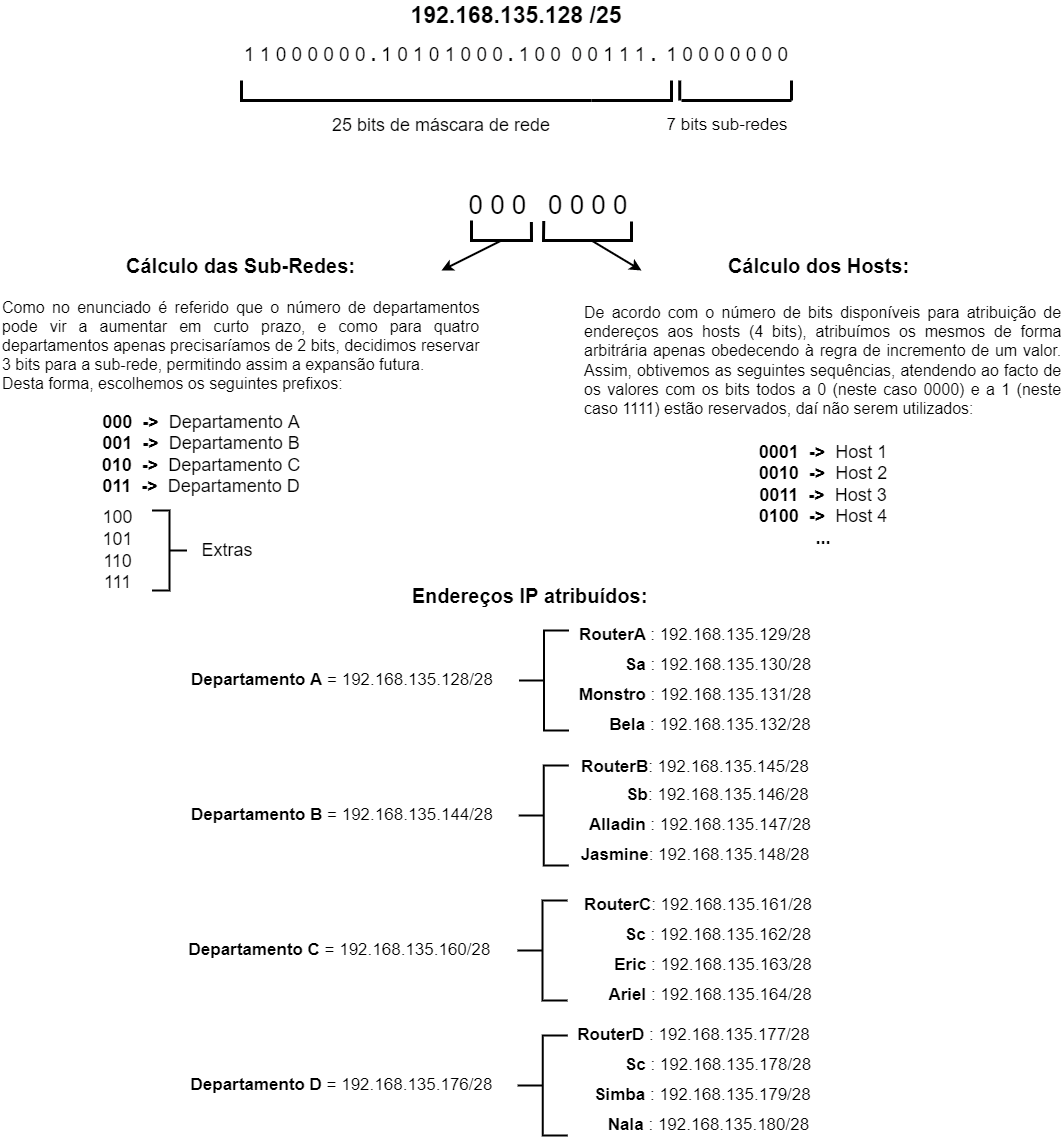 192.168.135.128 /25
11000000.10101000.100 00111.10000000
25 bits de máscara de rede
7 bits sub-redes
000 0000
Cálculo das Sub-Redes:
Como no enunciado é referido que o número de departamentos
pode vir a aumentar em curto prazo, e como para quatro
departamentos apenas precisaríamos de 2 bits, decidimos reservar
3 bits para a sub-rede, permitindo assim a expansão futura.
Desta forma, escolhemos os seguintes prefixos:
000 -> Departamento A
001 -> Departamento B
010 -> Departamento C
011 -> Departamento D
100
101
110
111
Extras
Cálculo dos Hosts:
De acordo com o número de bits disponíveis para atribuição de
endereços aos hosts (4 bits), atribuímos os mesmos de forma
arbitrária apenas obedecendo à regra de incremento de um valor.
Assim, obtivemos as seguintes sequências, atendendo ao facto de
os valores com os bits todos a 0 (neste caso 0000) e a 1 (neste
caso 1111) estão reservados, daí não serem utilizados:
0001 -> Host 1
0010 -> Host 2
0011 -> Host 3
0100 -> Host 4
...
Endereços IP atribuídos:
Departamento A = 192.168.135.128/28
RouterA : 192.168.135.129/28
Sa : 192.168.135.130/28
Monstro : 192.168.135.131/28
Bela : 192.168.135.132/28
Departamento B = 192.168.135.144/28
RouterB: 192.168.135.145/28
Sb: 192.168.135.146/28
Alladin : 192.168.135.147/28
Jasmine: 192.168.135.148/28
Departamento C = 192.168.135.160/28
RouterC: 192.168.135.161/28
Sc : 192.168.135.162/28
Eric : 192.168.135.163/28
Ariel : 192.168.135.164/28
Departamento D = 192.168.135.176/28
RouterD : 192.168.135.177/28
Sc : 192.168.135.178/28
Simba : 192.168.135.179/28
Nala : 192.168.135.180/28